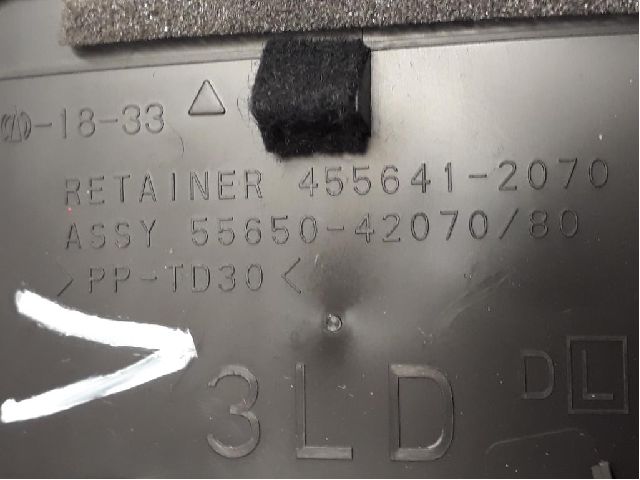 -18-33
RETAINER 455641-2070
ASSY 55650-42070/80
>PP-TD30<
3LD
D L